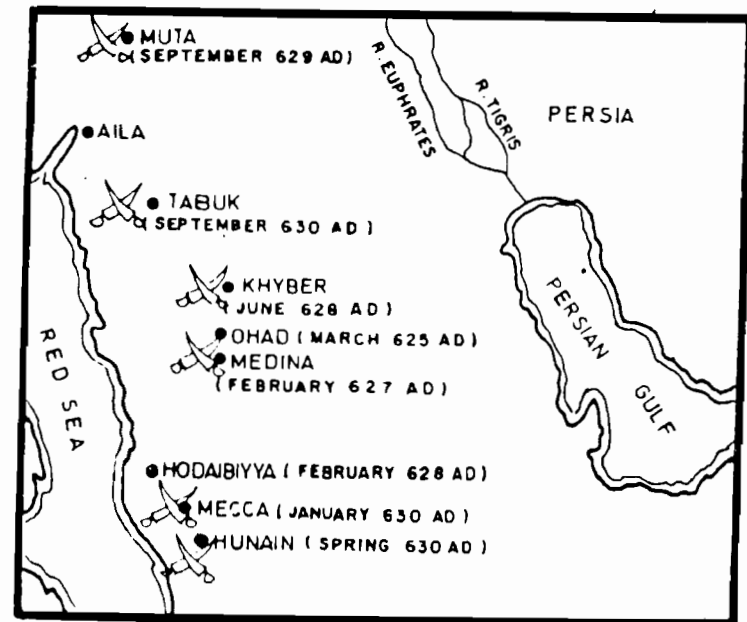 MUTA
(SEPTEMBER 629 AD)
R. EUPHRATES
R. TIGRIS
PERSIA
AILA
TABUK
(SEPTEMBER 630 AD)
KHYBER
(JUNE 628 AD)
OHAD (MARCH 625 AD)
MEDINA
(FEBRUARY 627 AD)
RED SEA
PERSIAN
GULF
HODAIBIYYA (FEBRUARY 628 AD)
MECCA (JANUARY 630 AD)
HUNAIN (SPRING 630 AD)